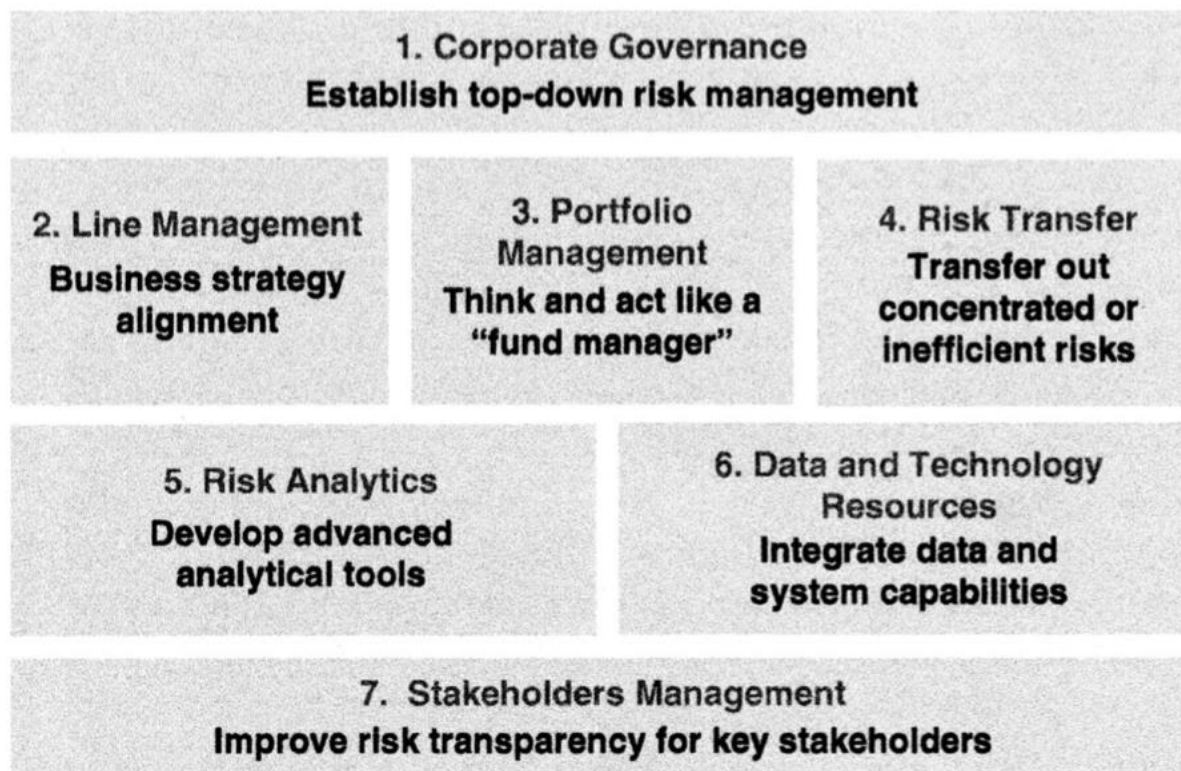 1. Corporate Governance
Establish top-down risk management
2. Line Management
Business strategy
alignment
3. Portfolio
Management
Think and act like a
“fund manager”
4. Risk Transfer
Transfer out
concentrated or
inefficient risks
5. Risk Analytics
Develop advanced
analytical tools
6. Data and Technology
Resources
Integrate data and
system capabilities
7. Stakeholders Management
Improve risk transparency for key stakeholders